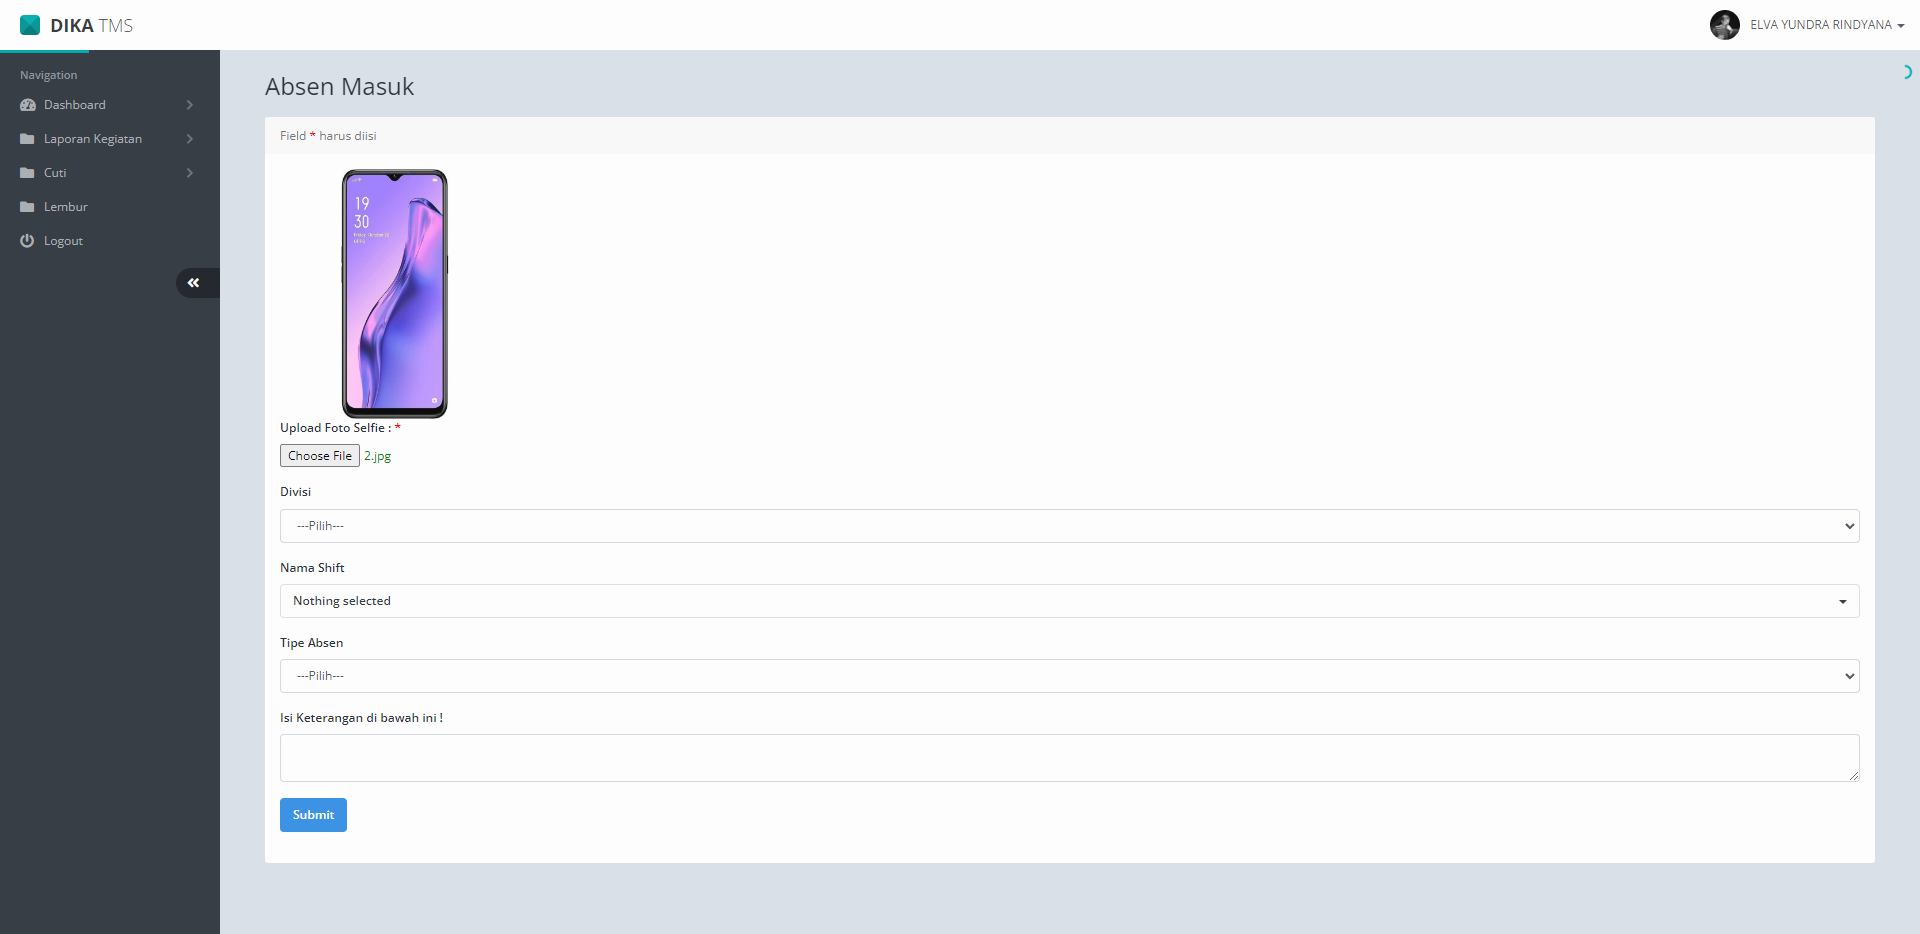 DIKA TMS
ELVA YUNDRA RINDYANA
Navigation
Dashboard
Laporan Kegiatan
Cuti
Lembur
Logout
Absen Masuk
Field * harus diisi
19
30
Upload Foto Selfie : *
Choose File 2.jpg
Divisi
---Pilih---
Nama Shift
Nothing selected
Tipe Absen
---Pilih---
Isi Keterangan di bawah ini !
Submit